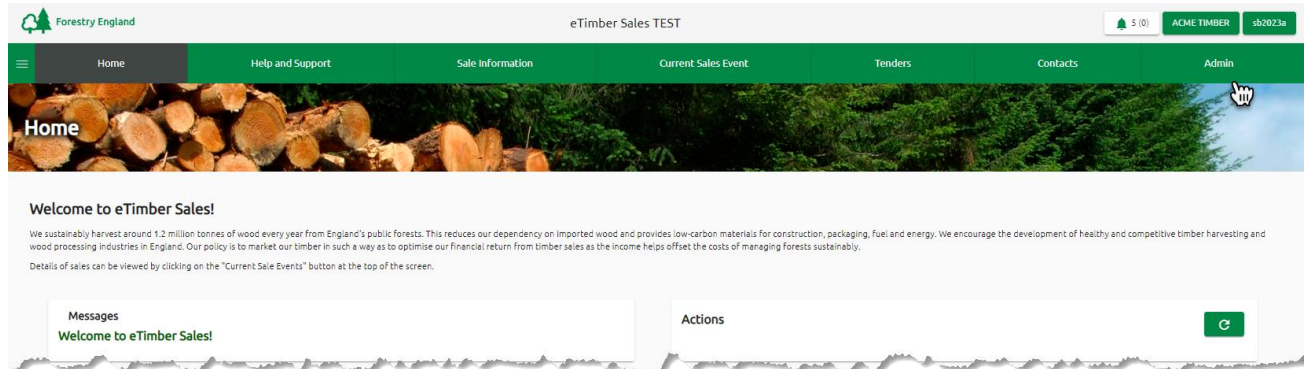 Forestry England
eTimber Sales TEST
5 (0)
ACME TIMBER
sb2023a
Home
Help and Support
Sale Information
Current Sales Event
Tenders
Contacts
Admin
Home
Welcome to eTimber Sales!
We sustainably harvest around 1.2 million tonnes of wood every year from England's public forests. This reduces our dependency on imported wood and provides low-carbon materials for construction, packaging, fuel and energy. We encourage the development of healthy and competitive timber harvesting and
wood processing industries in England. Our policy is to market our timber in such a way as to optimise our financial return from timber sales as the income helps offset the costs of managing forests sustainably.
Details of sales can be viewed by clicking on the "Current Sale Events" button at the top of the screen.
Messages
Welcome to eTimber Sales!
Actions